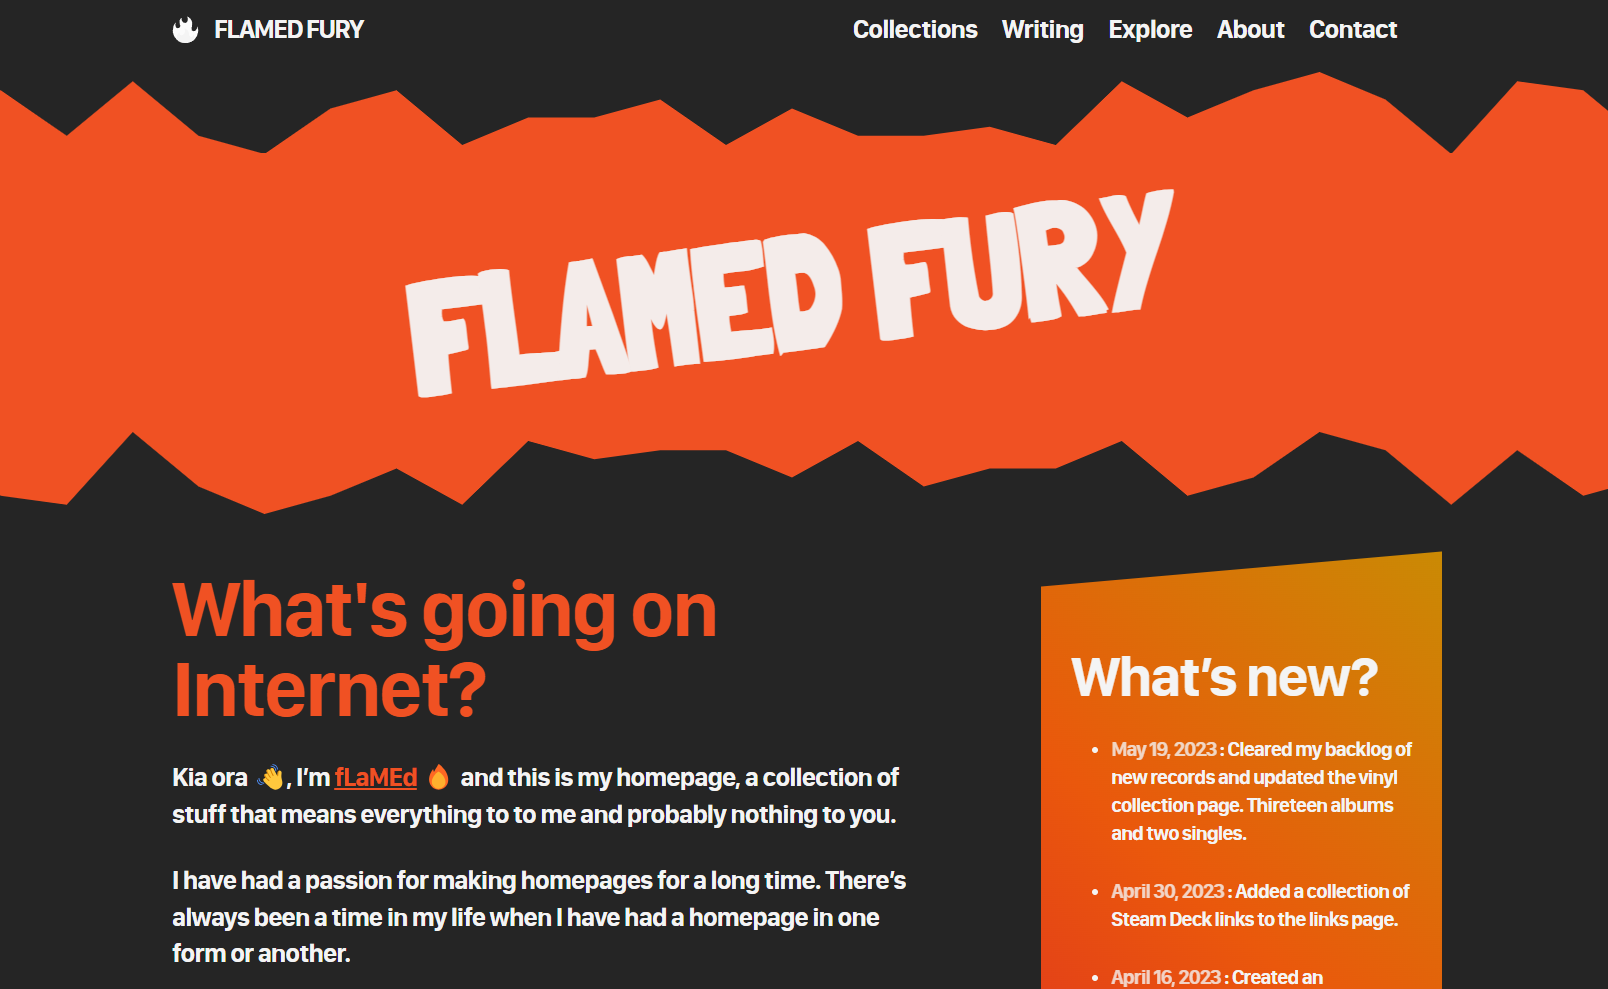 FLAMED FURY
Collections Writing Explore About Contact
FLAMED FURY
What's going on
Internet?
Kia ora 👋, I’m fLaMEd 🔥 and this is my homepage, a collection of
stuff that means everything to to me and probably nothing to you.
I have had a passion for making homepages for a long time. There’s
always been a time in my life when I have had a homepage in one
form or another.
What’s new?
• May 19, 2023 : Cleared my backlog of
new records and updated the vinyl
collection page. Thireteen albums
and two singles.
• April 30, 2023 : Added a collection of
Steam Deck links to the links page.
• April 16, 2023 : Created an